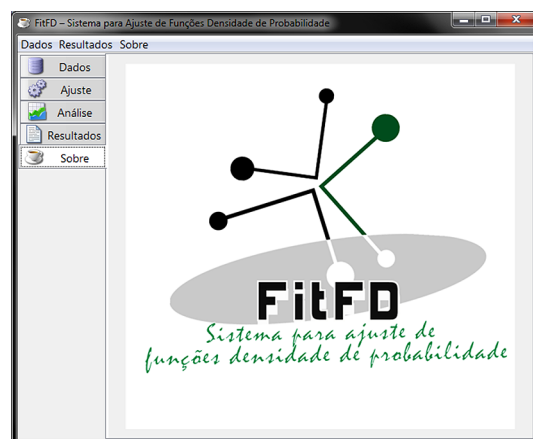 FitFD – Sistema para Ajuste de Funções Densidade de Probabilidade
Dados Resultados Sobre
Dados
Ajuste
Análise
Resultados
Sobre
FitFD
Sistema para ajuste de
funções densidade de probabilidade